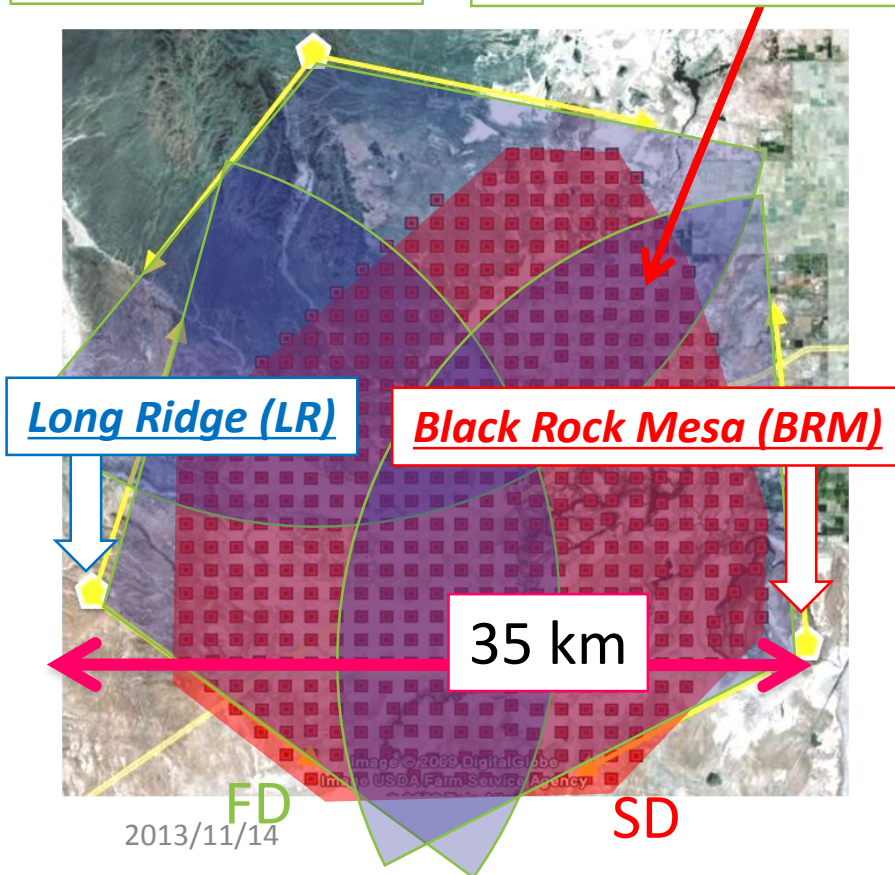 Long Ridge (LR)
Black Rock Mesa (BRM)
35 km
Image © 2009 DigitalGlobe
Image USDA Farm Service Agency
FD
SD
2013/11/14